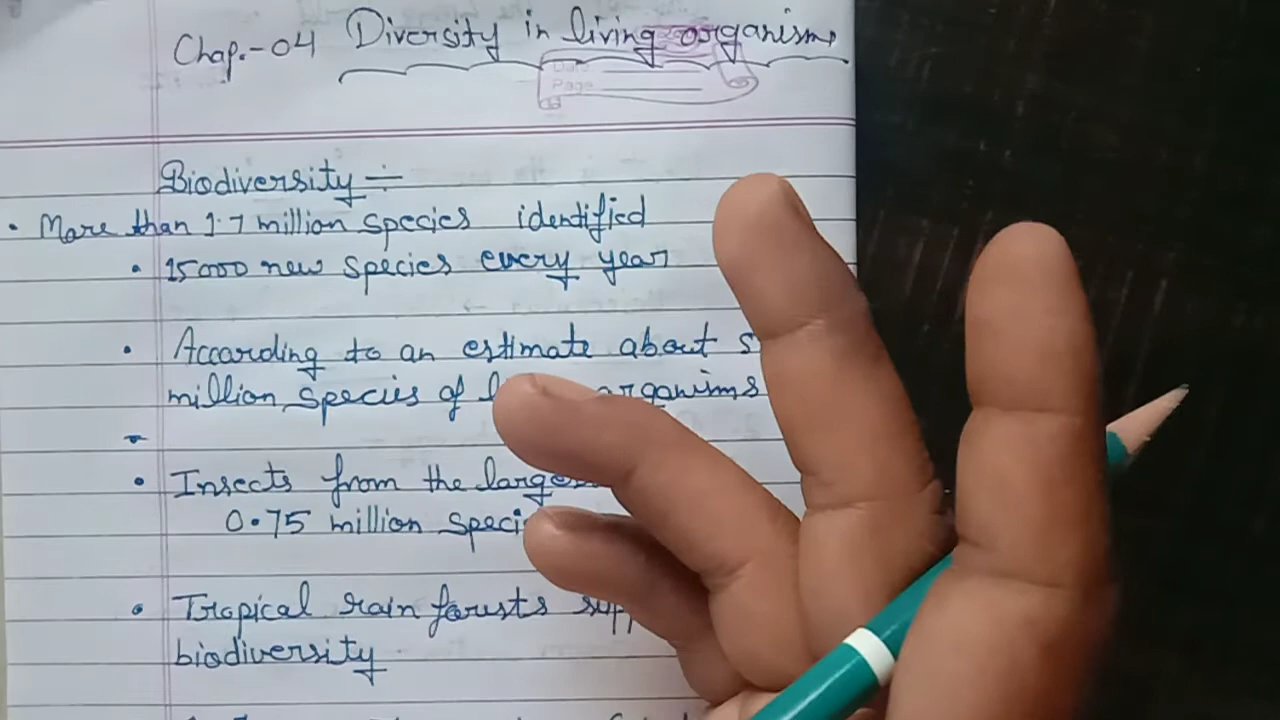 Chap.-04 Diversity in living organisms
Date
Page
Biodiversity÷
• More than 1.7 million species identified
• 15000 new species every year
• According to an estimate about
million species of organisms
• Insects from the
0.75 million
• Tropical rain forests
biodiversity